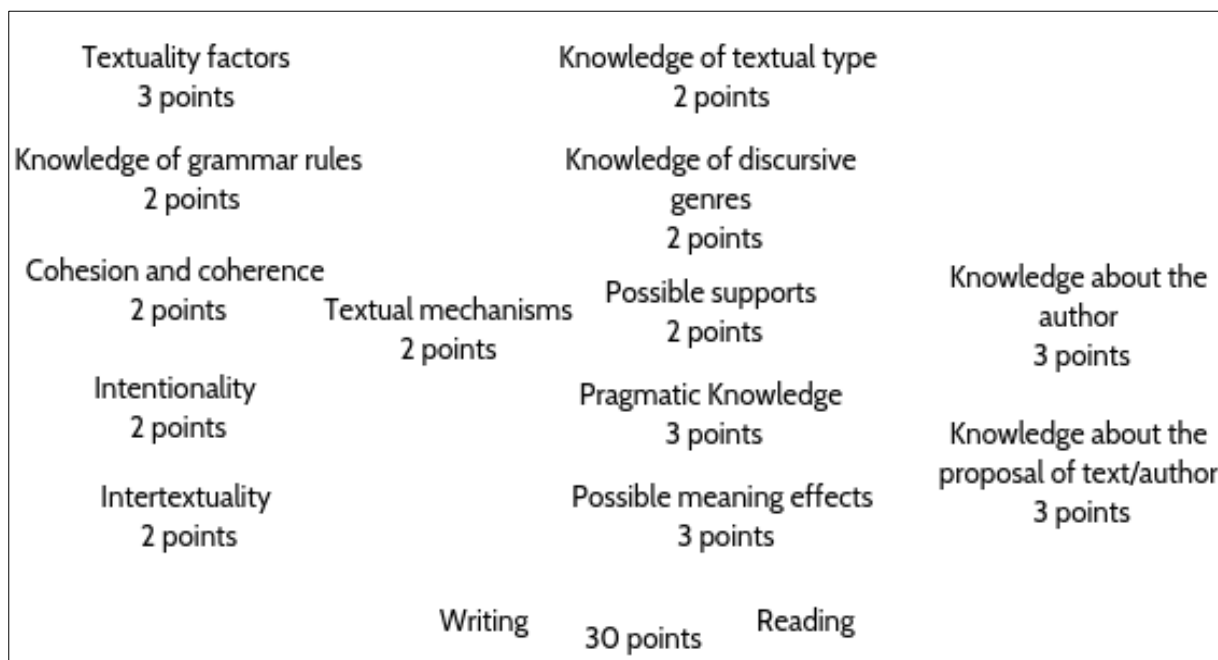 Textuality factors
3 points
Knowledge of grammar rules
2 points
Cohesion and coherence
2 points
Intentionality
2 points
Intertextuality
2 points
Textual mechanisms
2 points
Knowledge of textual type
2 points
Knowledge of discursive
genres
2 points
Possible supports
2 points
Pragmatic Knowledge
3 points
Possible meaning effects
3 points
Knowledge about the
author
3 points
Knowledge about the
proposal of text/author
3 points
Writing
30 points
Reading